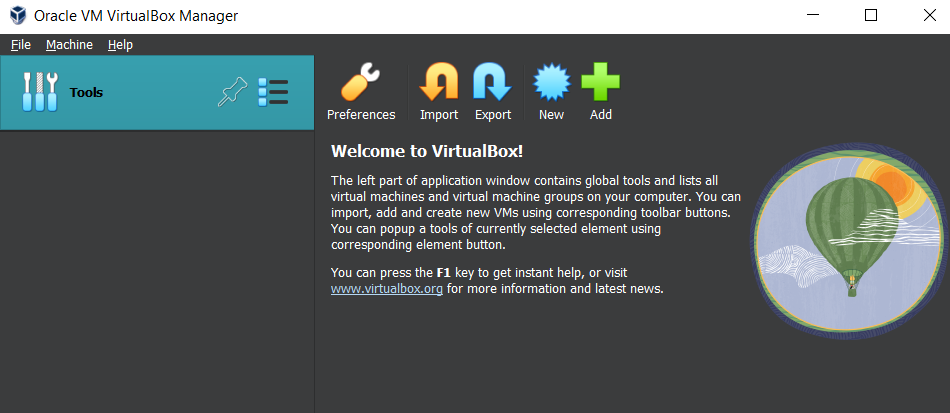 Oracle VM VirtualBox Manager
File Machine Help
Tools
Preferences Import Export New Add
Welcome to VirtualBox!
The left part of application window contains global tools and lists all
virtual machines and virtual machine groups on your computer. You can
import, add and create new VMs using corresponding toolbar buttons.
You can popup a tools of currently selected element using
corresponding element button.
You can press the F1 key to get instant help, or visit
www.virtualbox.org for more information and latest news.